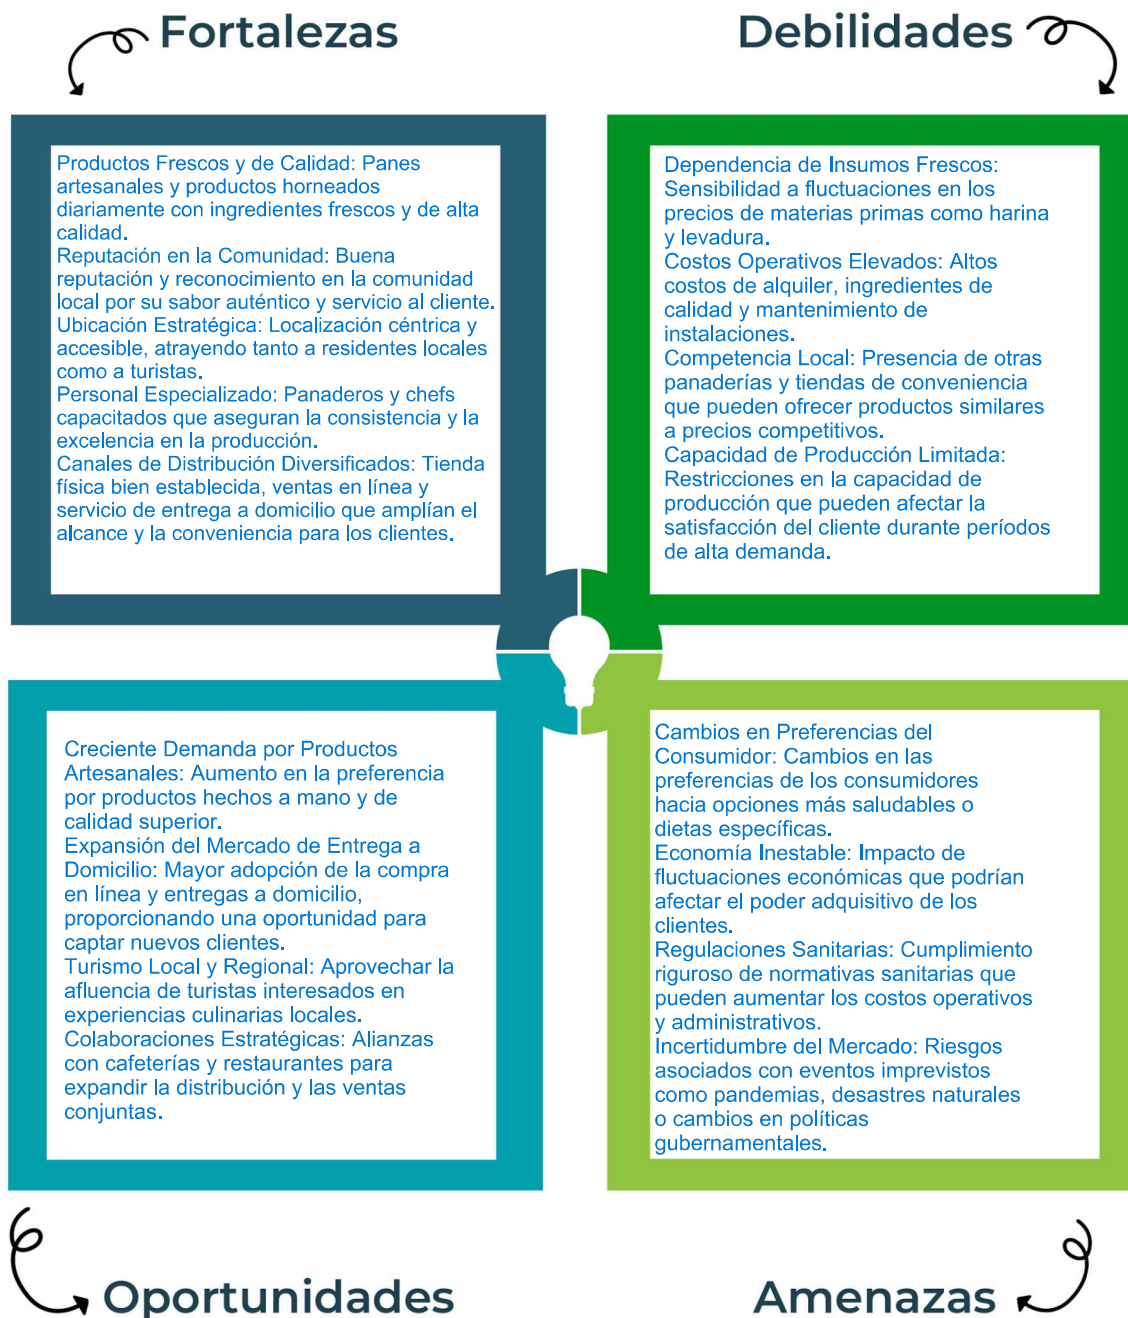 Fortalezas
Debilidades
Productos Frescos y de Calidad: Panes
artesanales y productos horneados
diariamente con ingredientes frescos y de alta
calidad.
Reputación en la Comunidad: Buena
reputación y reconocimiento en la comunidad
local por su sabor auténtico y servicio al cliente.
Ubicación Estratégica: Localización céntrica y
accesible, atrayendo tanto a residentes locales
como a turistas.
Personal Especializado: Panaderos y chefs
capacitados que aseguran la consistencia y la
excelencia en la producción.
Canales de Distribución Diversificados: Tienda
física bien establecida, ventas en línea y
servicio de entrega a domicilio que amplían el
alcance y la conveniencia para los clientes.
Dependencia de Insumos Frescos:
Sensibilidad a fluctuaciones en los
precios de materias primas como harina
y levadura.
Costos Operativos Elevados: Altos
costos de alquiler, ingredientes de
calidad y mantenimiento de
instalaciones.
Competencia Local: Presencia de otras
panaderías y tiendas de conveniencia
que pueden ofrecer productos similares
a precios competitivos.
Capacidad de Producción Limitada:
Restricciones en la capacidad de
producción que pueden afectar la
satisfacción del cliente durante períodos
de alta demanda.
Creciente Demanda por Productos
Artesanales: Aumento en la preferencia
por productos hechos a mano y de
calidad superior.
Expansión del Mercado de Entrega a
Domicilio: Mayor adopción de la compra
en línea y entregas a domicilio,
proporcionando una oportunidad para
captar nuevos clientes.
Turismo Local y Regional: Aprovechar la
afluencia de turistas interesados en
experiencias culinarias locales.
Colaboraciones Estratégicas: Alianzas
con cafeterías y restaurantes para
expandir la distribución y las ventas
conjuntas.
Cambios en Preferencias del
Consumidor: Cambios en las
preferencias de los consumidores
hacia opciones más saludables o
dietas específicas.
Economía Inestable: Impacto de
fluctuaciones económicas que podrían
afectar el poder adquisitivo de los
clientes.
Regulaciones Sanitarias: Cumplimiento
riguroso de normativas sanitarias que
pueden aumentar los costos operativos
y administrativos.
Incertidumbre del Mercado: Riesgos
asociados con eventos imprevistos
como pandemias, desastres naturales
o cambios en políticas
gubernamentales.
Oportunidades
Amenazas